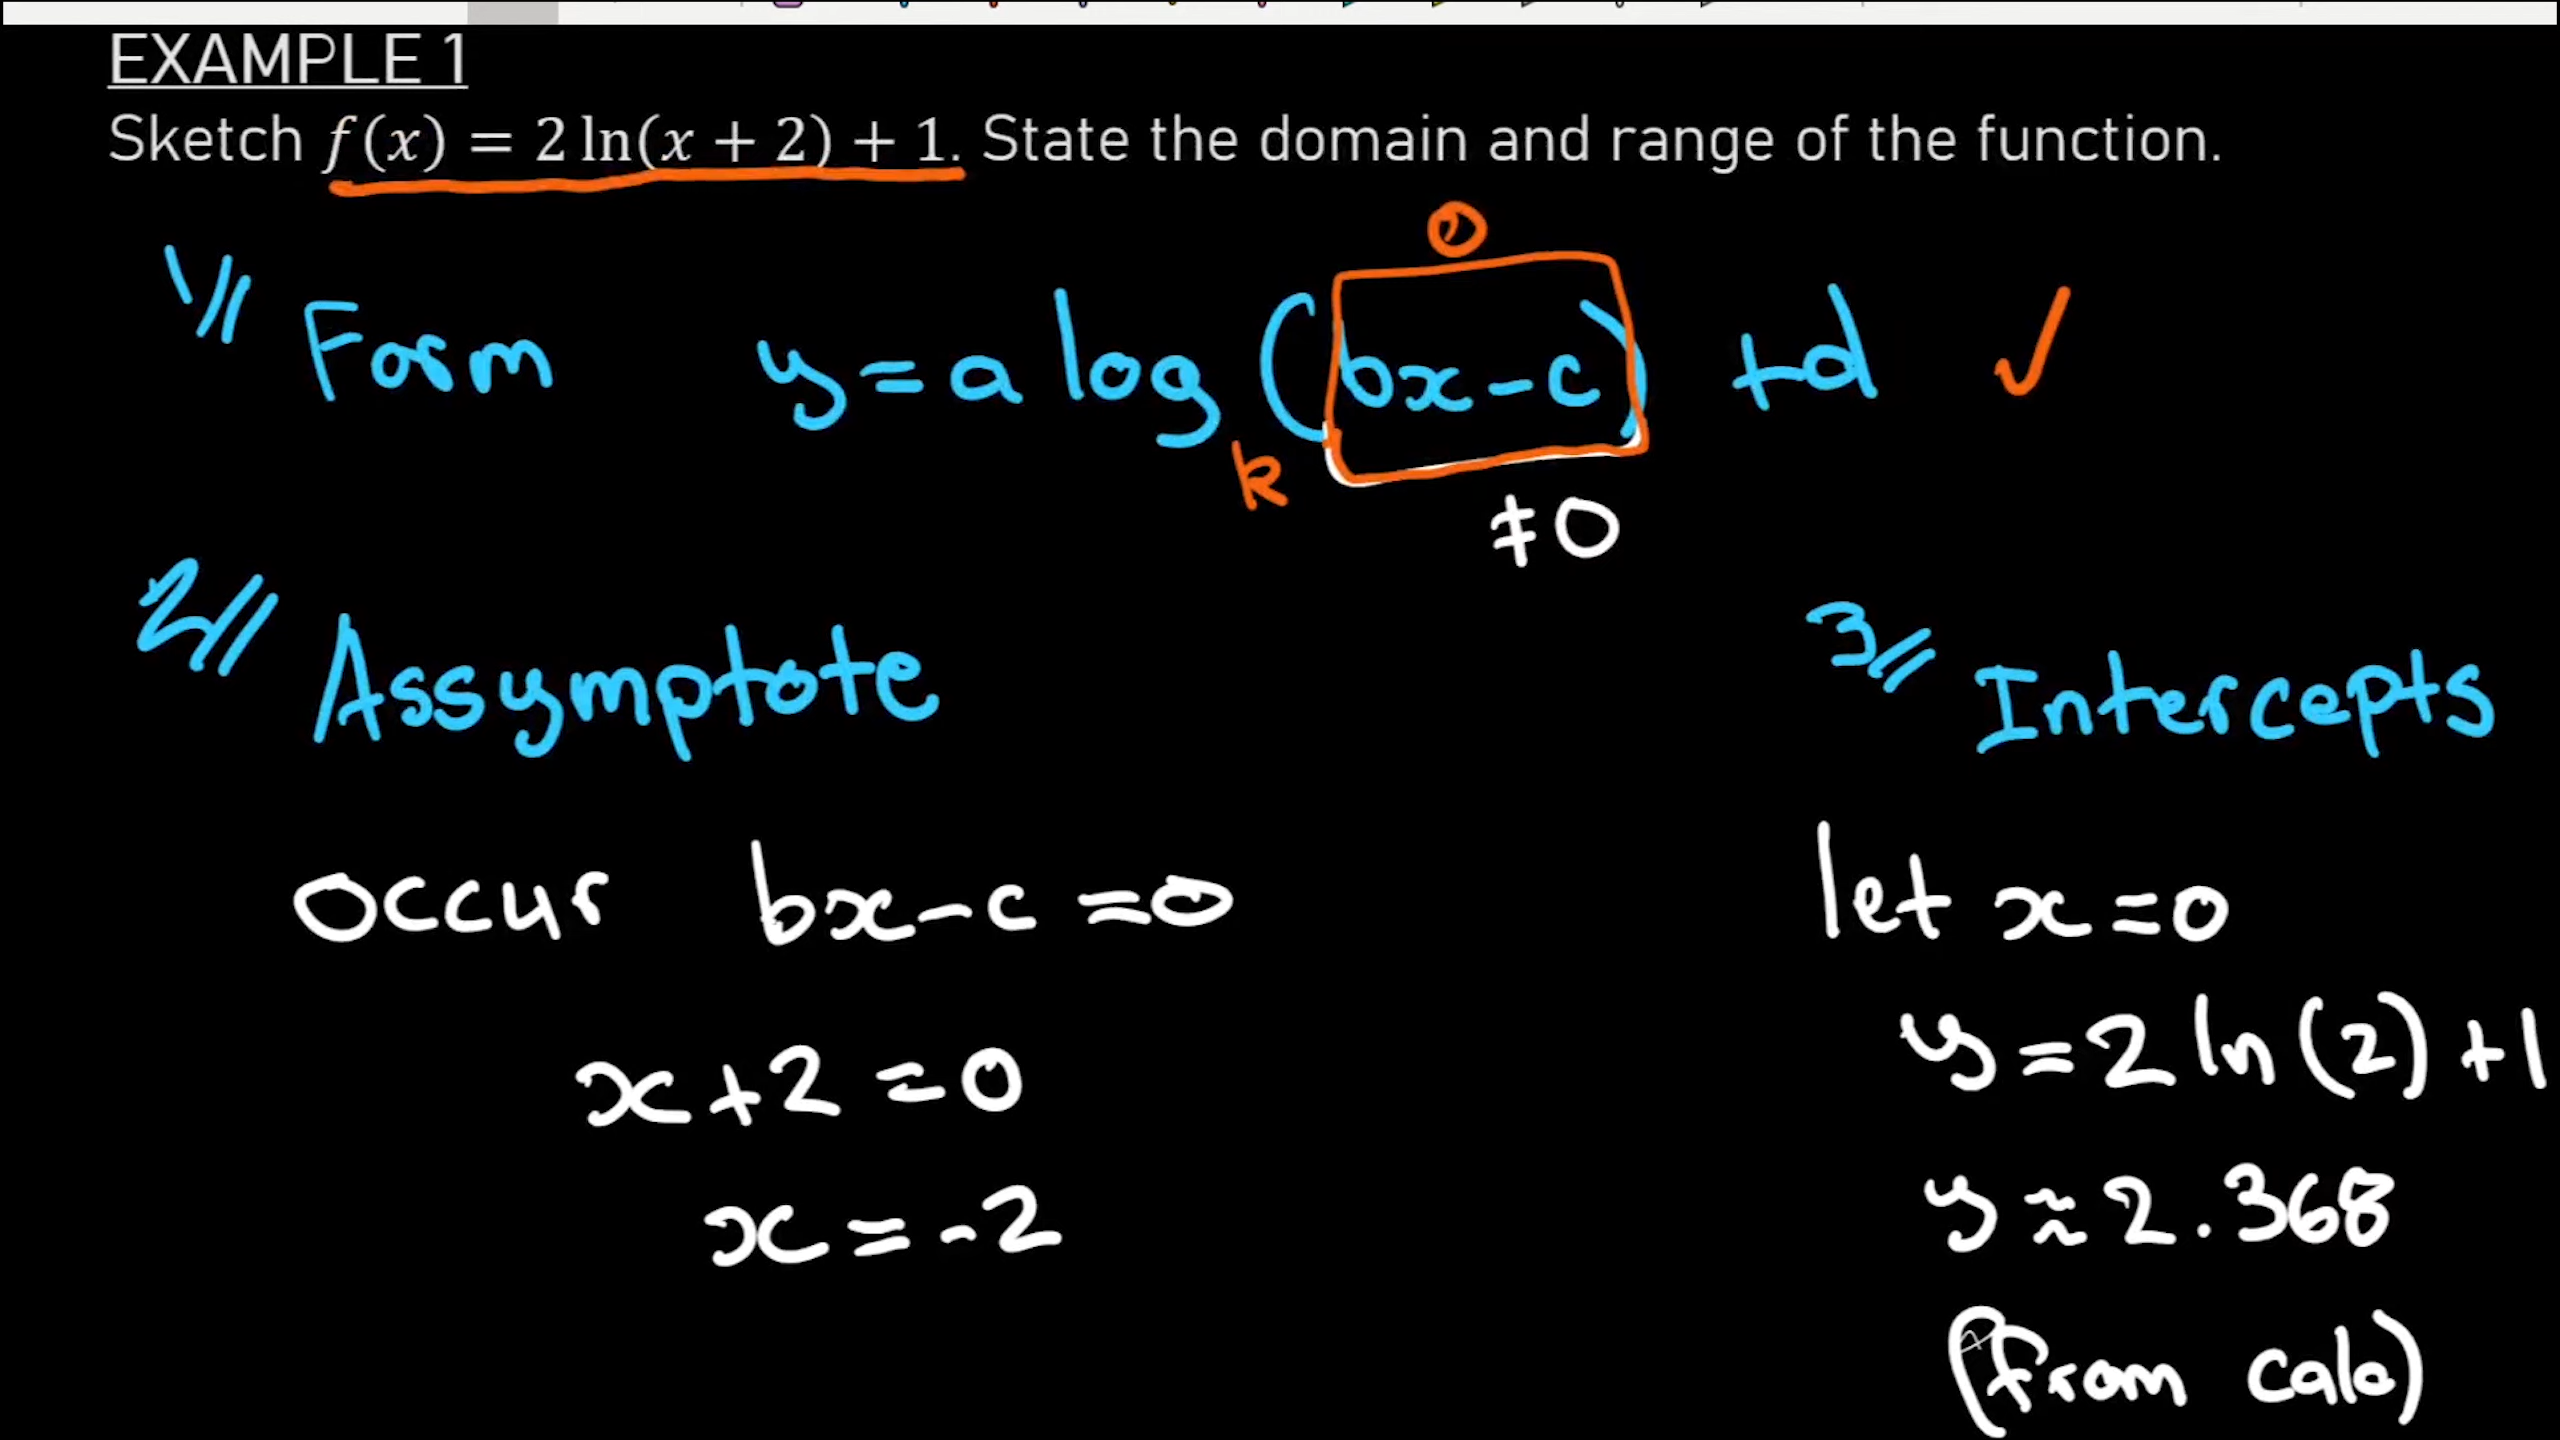 EXAMPLE 1
Sketch f(x) = 2 ln(x + 2) + 1. State the domain and range of the function.
0
1// Form y = a log k (bx - c) + d ✓
≠ 0
2// Assymptote
occur bx - c = 0
x + 2 = 0
x = -2
3// Intercepts
let x = 0
y = 2 ln (2) + 1
y ≈ 2.368
(from calc)